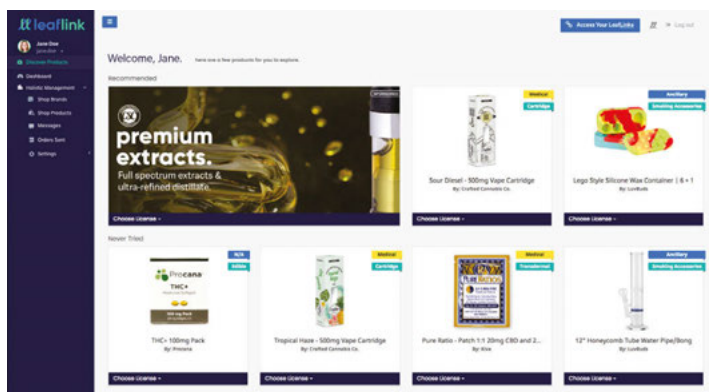 leaflink
Access Your LeafLinks
Log out
Jane Doe
Discover Products
Dashboard
Holistic Management
Shop Brands
Shop Products
Messages
Orders Sent
Settings
Welcome, Jane.
here are a few products for you to explore.
Recommended
premium
extracts.
Full spectrum extracts &
ultra-refined distillate.
Choose License
Medical
Cartridge
Sour Diesel - 500mg Vape Cartridge
By: Crafted Cannabis Co.
Choose License
Ancillary
Smoking Accessories
Lego Style Silicone Wax Container | 6 + 1
By: LunBuds
Choose License
Never Tried
N/A
Edible
Procana
THC+
THC+ 100mg Pack
By: Procana
Choose License
Medical
Cartridge
Tropical Haze - 500mg Vape Cartridge
By: Crafted Cannabis Co.
Choose License
Medical
Transdermal
PURE RATIOS
Pure Ratio - Patch 1:1 20mg CBD and 2...
By: Kiva
Choose License
Ancillary
Smoking Accessories
12" Honeycomb Tube Water Pipe/Bong
By: LunBuds
Choose License